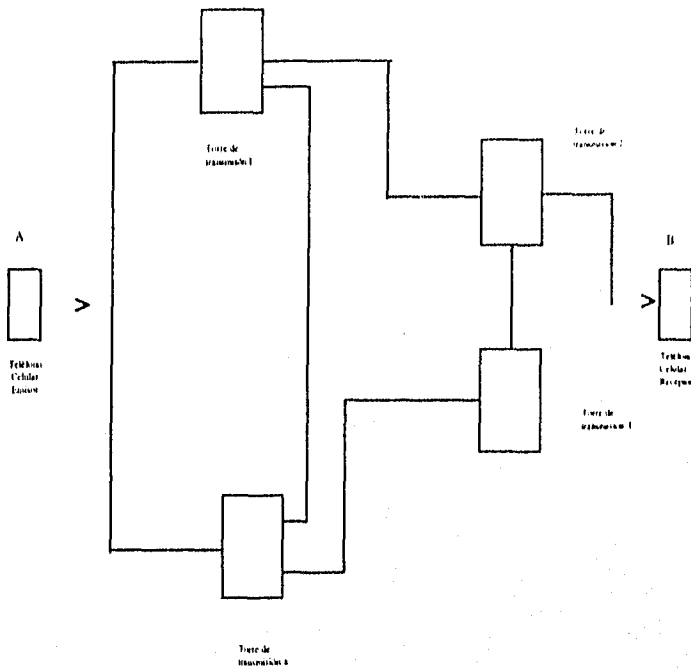 Torre de
transmisión 1
Torre de
transmisión 2
A
B
Teléfono
Celular
Emisor
Teléfono
Celular
Receptor
Torre de
transmisión
Torre de
transmisión 4